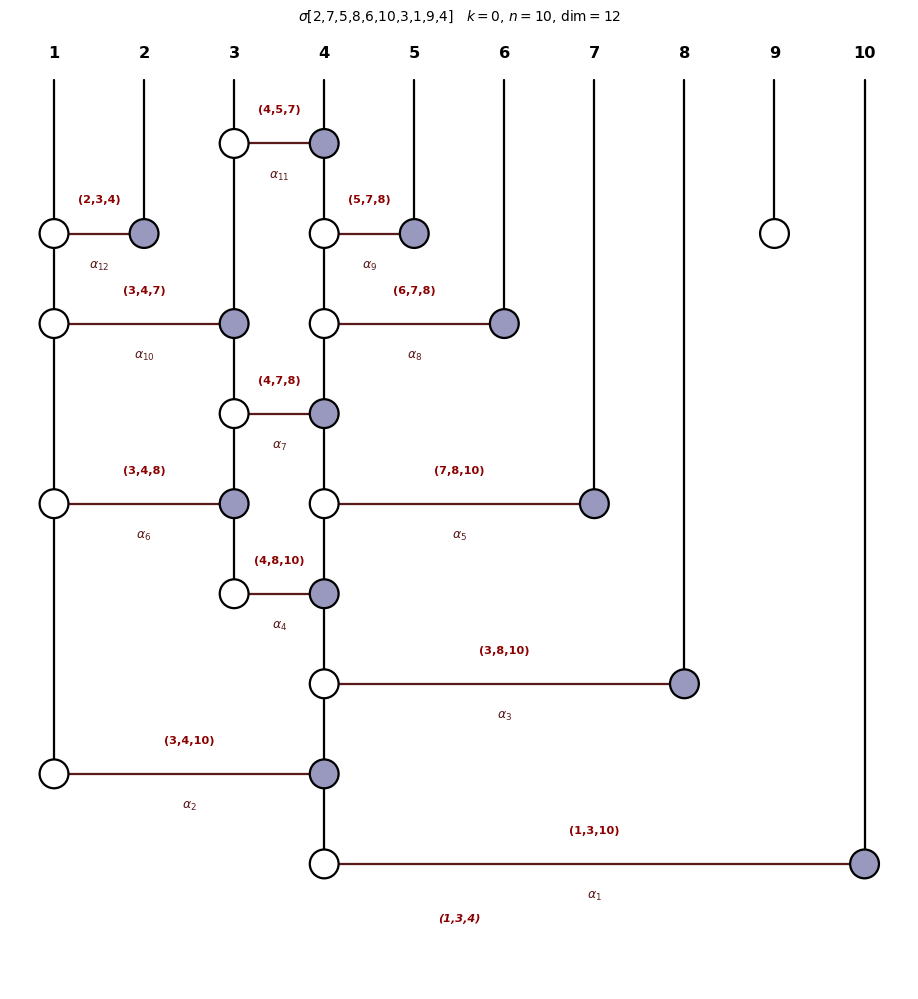 σ[2,7,5,8,6,10,3,1,9,4]   k=0, n=10, dim=12
1 2 3 4 5 6 7 8 9 10
(4,5,7)
α₁₁
(2,3,4) (5,7,8)
α₁₂ α₉
(3,4,7) (6,7,8)
α₁₀ α₈
(4,7,8)
α₇
(3,4,8) (7,8,10)
α₆ α₅
(4,8,10)
α₄
(3,8,10)
α₃
(3,4,10)
α₂
(1,3,10)
α₁
(1,3,4)